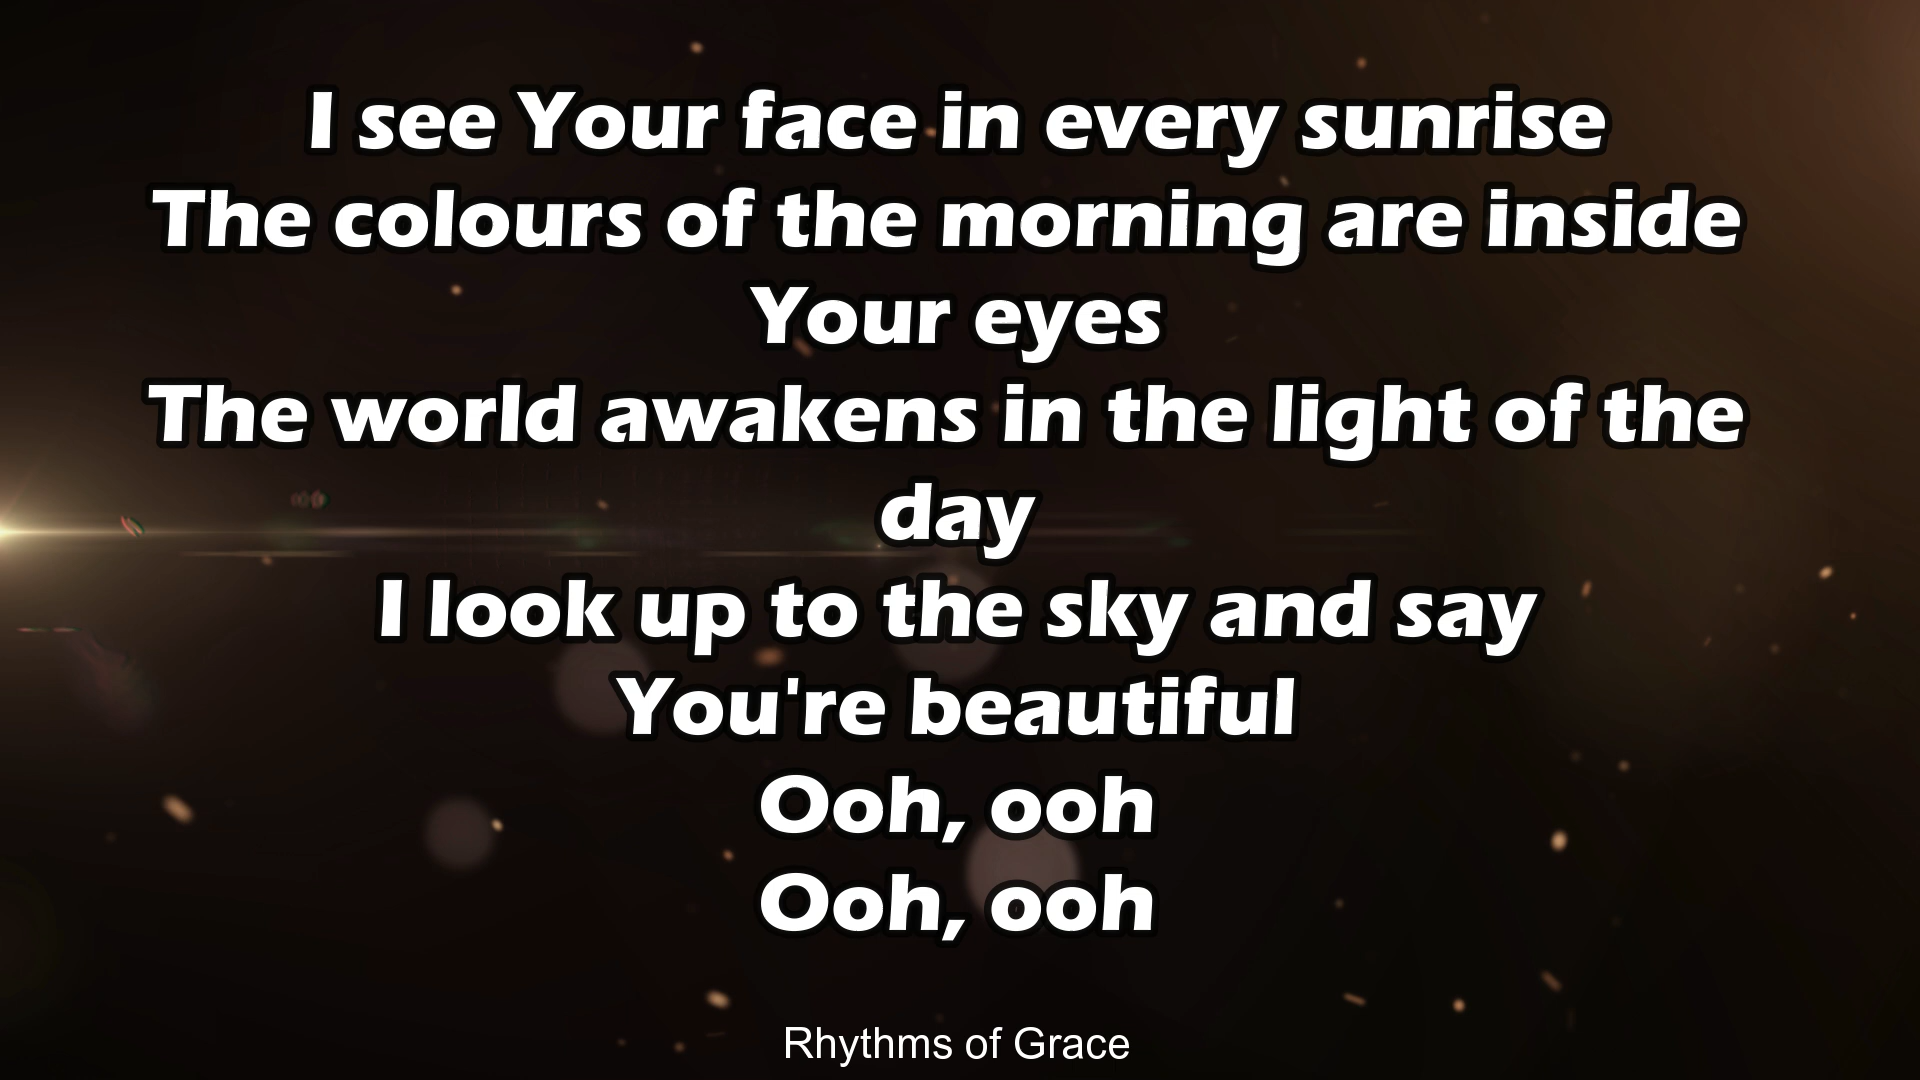 I see Your face in every sunrise
The colours of the morning are inside
Your eyes
The world awakens in the light of the
day
I look up to the sky and say
You're beautiful
Ooh, ooh
Ooh, ooh
Rhythms of Grace